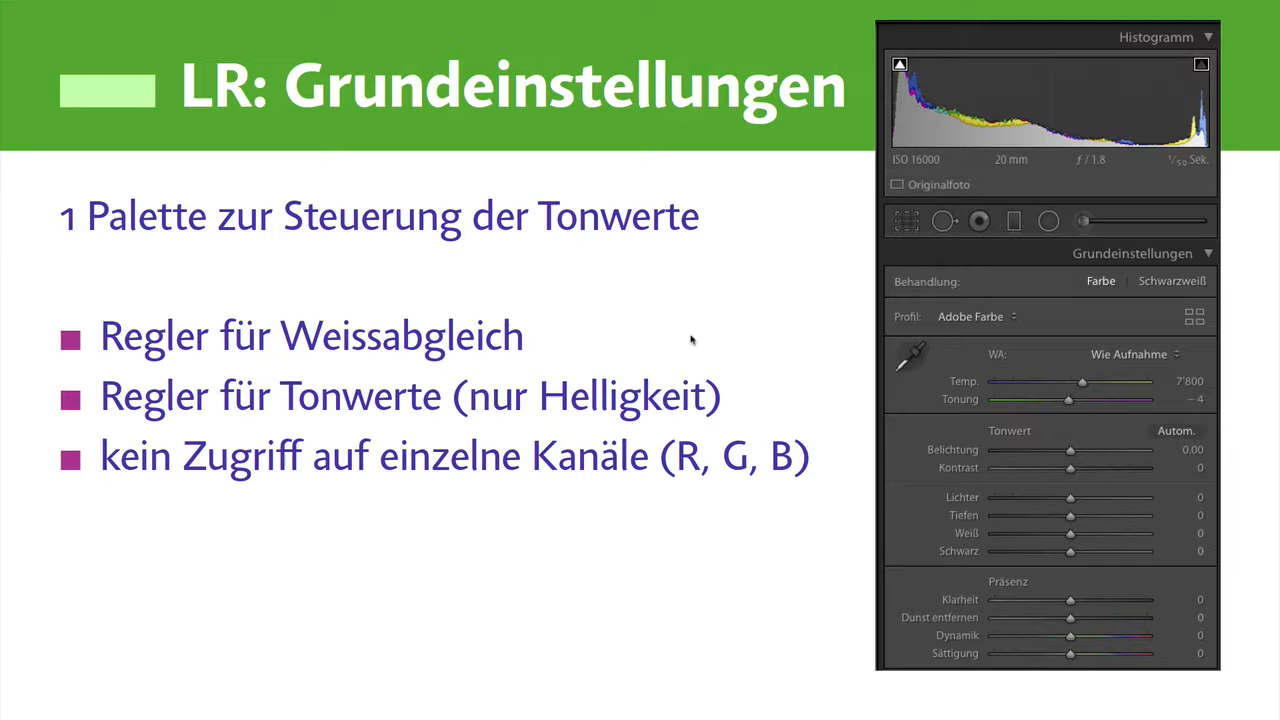 LR: Grundeinstellungen
1 Palette zur Steuerung der Tonwerte
Regler für Weissabgleich
Regler für Tonwerte (nur Helligkeit)
kein Zugriff auf einzelne Kanäle (R, G, B)
Histogramm
ISO 16000 20 mm ƒ / 1.8 1/50 Sek.
Originalfoto
Grundeinstellungen
Behandlung: Farbe Schwarzweiß
Profil: Adobe Farbe
WA: Wie Aufnahme
Temp. 7'800
Tonung – 4
Tonwert Autom.
Belichtung 0.00
Kontrast 0
Lichter 0
Tiefen 0
Weiß 0
Schwarz 0
Präsenz
Klarheit 0
Dunst entfernen 0
Dynamik 0
Sättigung 0